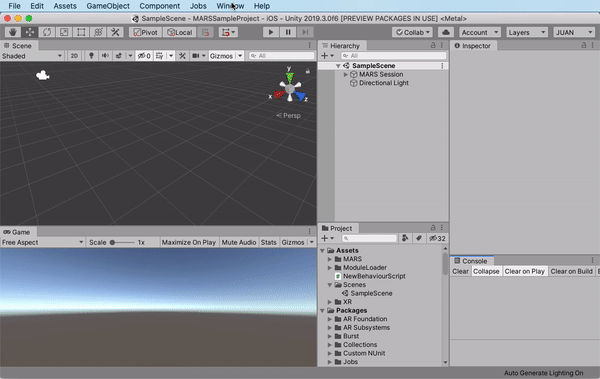 File Edit Assets GameObject Component Jobs Window Help
SampleScene - MARSSampleProject - iOS - Unity 2019.3.0f6 [PREVIEW PACKAGES IN USE] <Metal>
Pivot Local Collab Account Layers JUAN
Scene
Shaded 2D 0 Gizmos All
y
x
z
Persp
Hierarchy
All
SampleScene
MARS Session
Directional Light
Inspector
Game
Free Aspect Scale 1x Maximize On Play Mute Audio Stats Gizmos
Project
32
Assets
MARS
ModuleLoader
NewBehaviourScript
Scenes
SampleScene
XR
Packages
AR Foundation
AR Subsystems
Burst
Collections
Custom NUnit
Jobs
Console
Clear Collapse Clear on Play Clear on Build
Auto Generate Lighting On